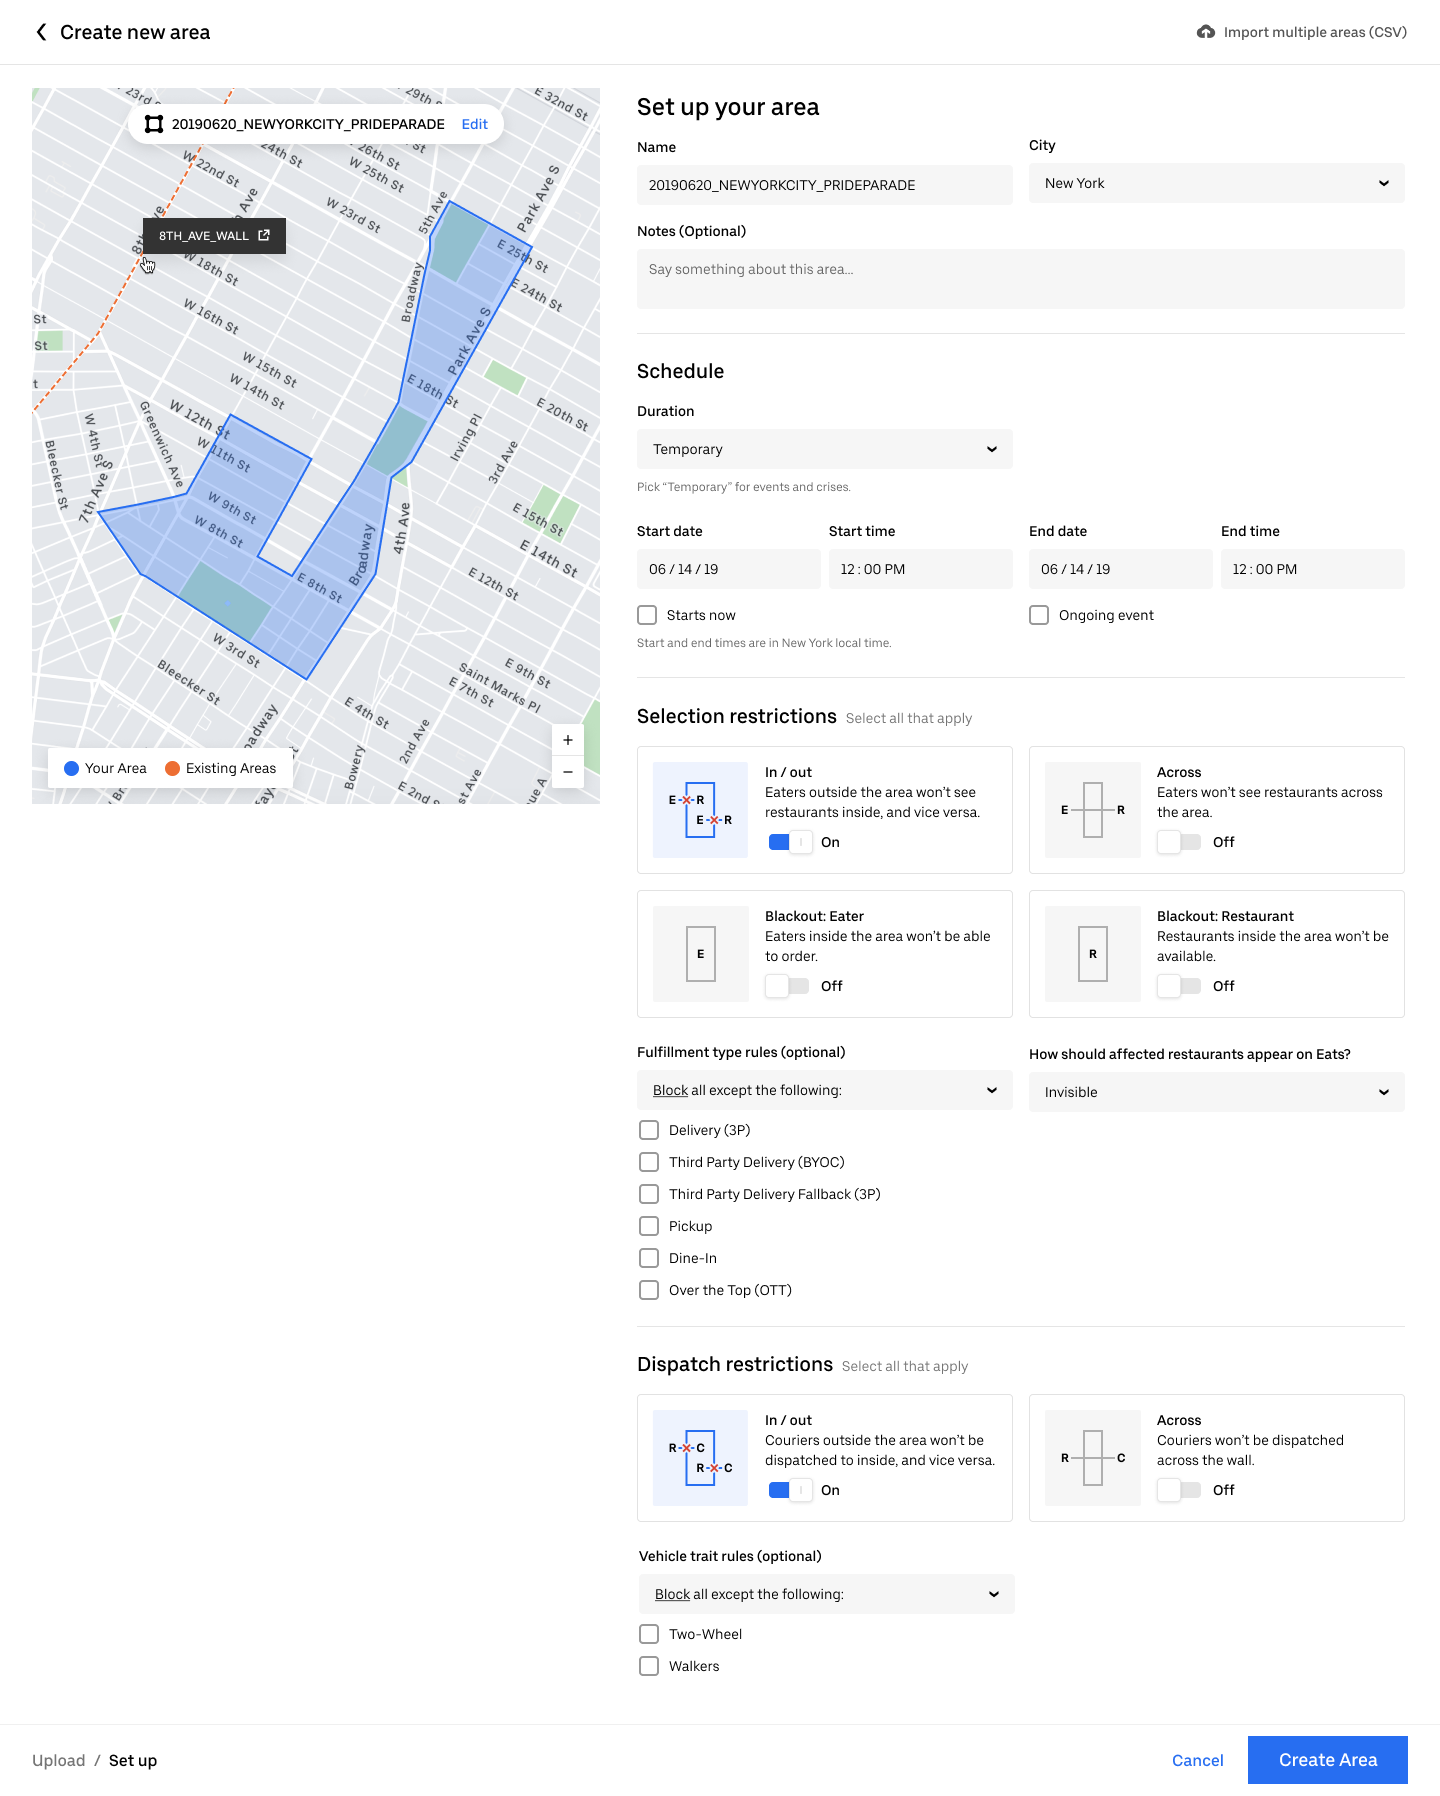 Create new area
Import multiple areas (CSV)
20190620_NEWYORKCITY_PRIDEPARADE
Edit
W 23rd St
29th St
E 32nd St
24th St
26th St
W 22nd St
W 25th St
W 23rd St
5th Ave
Park Ave S
8TH_AVE_WALL
W 18th St
E 25th St
E 24th St
Broadway
W 16th St
St
St
Park Ave S
W 15th St
W 14th St
E 18th St
W 12th St
Greenwich Ave
W 4th St
W 11th St
E 20th St
Irving Pl
3rd Ave
Bleecker St
7th Ave S
W 9th St
W 8th St
Broadway
4th Ave
E 15th St
E 14th St
E 8th St
E 12th St
W 3rd St
Bleecker St
E 9th St
Saint Marks Pl
E 7th St
E 4th St
2nd Ave
Bowery
E 2nd S
st Ave
ue A
adway
Your Area
Existing Areas
+
−
Set up your area
Name
City
20190620_NEWYORKCITY_PRIDEPARADE
New York
Notes (Optional)
Say something about this area...
Schedule
Duration
Temporary
Pick “Temporary” for events and crises.
Start date
Start time
End date
End time
06 / 14 / 19
12 : 00 PM
06 / 14 / 19
12 : 00 PM
Starts now
Ongoing event
Start and end times are in New York local time.
Selection restrictions
Select all that apply
E R
E R
In / out
Eaters outside the area won’t see
restaurants inside, and vice versa.
On
E R
Across
Eaters won’t see restaurants across
the area.
Off
E
Blackout: Eater
Eaters inside the area won’t be able
to order.
Off
R
Blackout: Restaurant
Restaurants inside the area won’t be
available.
Off
Fulfillment type rules (optional)
How should affected restaurants appear on Eats?
Block all except the following:
Invisible
Delivery (3P)
Third Party Delivery (BYOC)
Third Party Delivery Fallback (3P)
Pickup
Dine-In
Over the Top (OTT)
Dispatch restrictions
Select all that apply
R C
R C
In / out
Couriers outside the area won’t be
dispatched to inside, and vice versa.
On
R C
Across
Couriers won’t be dispatched
across the wall.
Off
Vehicle trait rules (optional)
Block all except the following:
Two-Wheel
Walkers
Upload / Set up
Cancel
Create Area